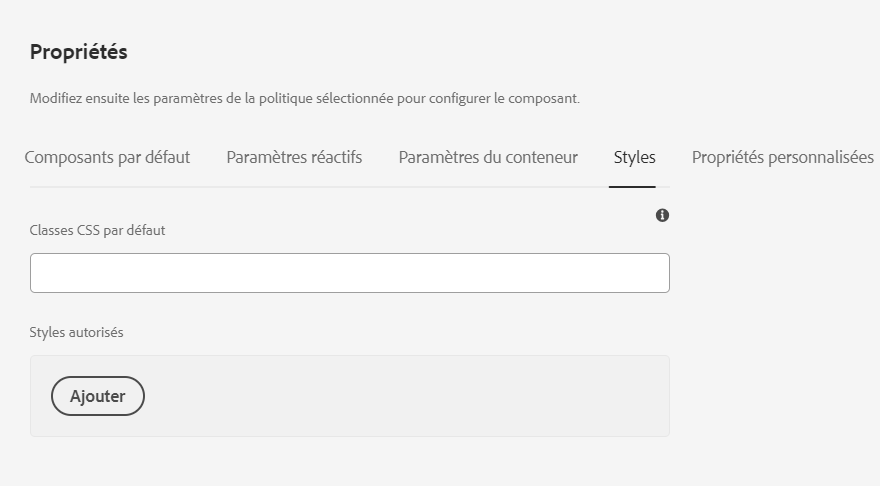 Propriétés
Modifiez ensuite les paramètres de la politique sélectionnée pour configurer le composant.
Composants par défaut Paramètres réactifs Paramètres du conteneur Styles Propriétés personnalisées
Classes CSS par défaut
Styles autorisés
Ajouter